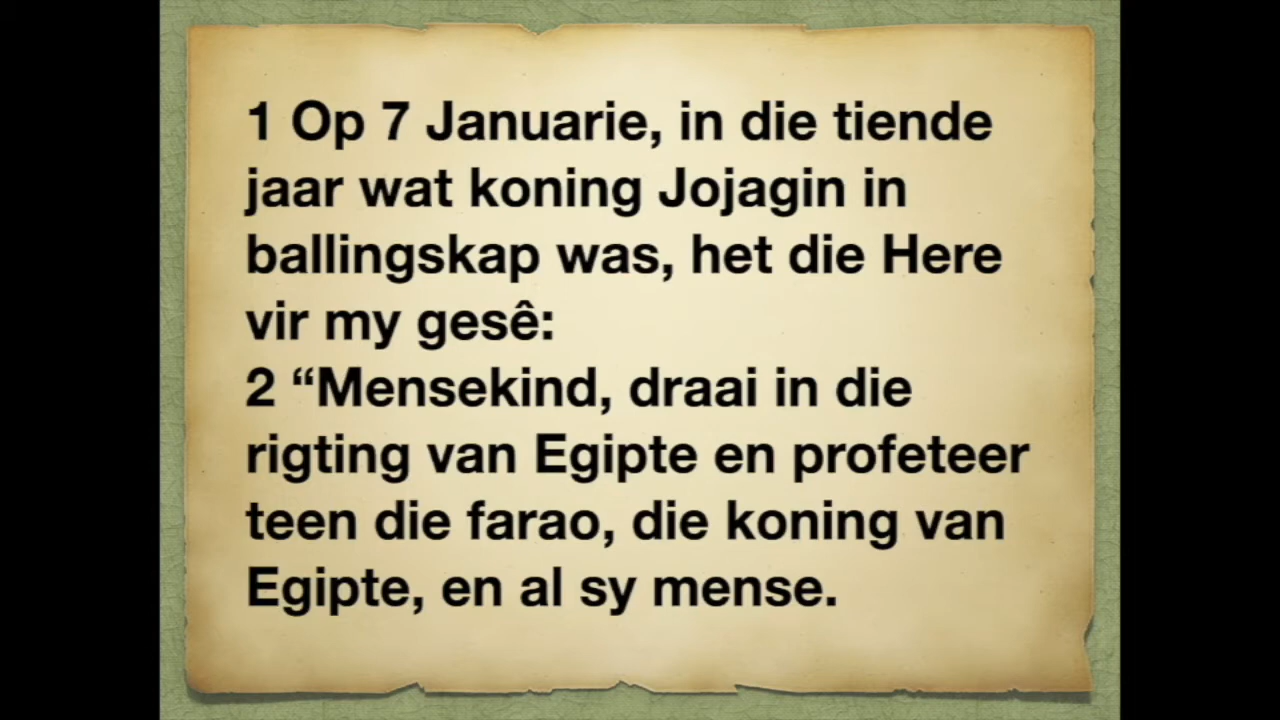 1 Op 7 Januarie, in die tiende
jaar wat koning Jojagin in
ballingskap was, het die Here
vir my gesê:
2 “Mensekind, draai in die
rigting van Egipte en profeteer
teen die farao, die koning van
Egipte, en al sy mense.